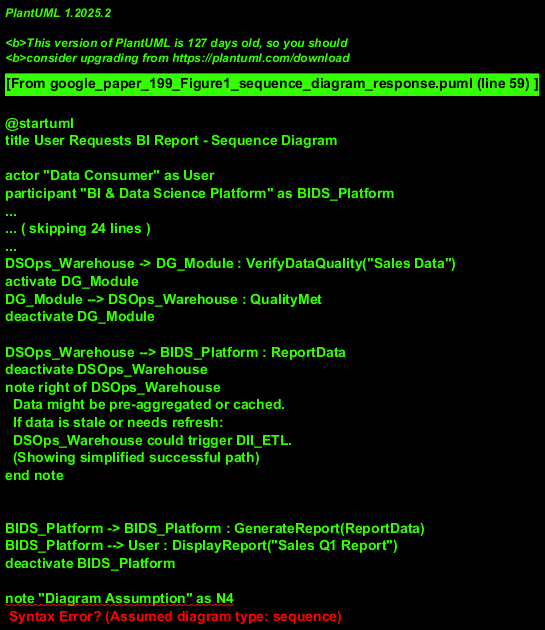 PlantUML 1.2025.2
<b>This version of PlantUML is 127 days old, so you should
<b>consider upgrading from https://plantuml.com/download
[From google_paper_199_Figure1_sequence_diagram_response.puml (line 59) ]
@startuml
title User Requests BI Report - Sequence Diagram
actor "Data Consumer" as User
participant "BI & Data Science Platform" as BIDS_Platform
...
... ( skipping 24 lines )
...
DSOps_Warehouse -> DG_Module : VerifyDataQuality("Sales Data")
activate DG_Module
DG_Module --> DSOps_Warehouse : QualityMet
deactivate DG_Module
DSOps_Warehouse --> BIDS_Platform : ReportData
deactivate DSOps_Warehouse
note right of DSOps_Warehouse
Data might be pre-aggregated or cached.
If data is stale or needs refresh:
DSOps_Warehouse could trigger DII_ETL.
(Showing simplified successful path)
end note
BIDS_Platform -> BIDS_Platform : GenerateReport(ReportData)
BIDS_Platform --> User : DisplayReport("Sales Q1 Report")
deactivate BIDS_Platform
note "Diagram Assumption" as N4
Syntax Error? (Assumed diagram type: sequence)